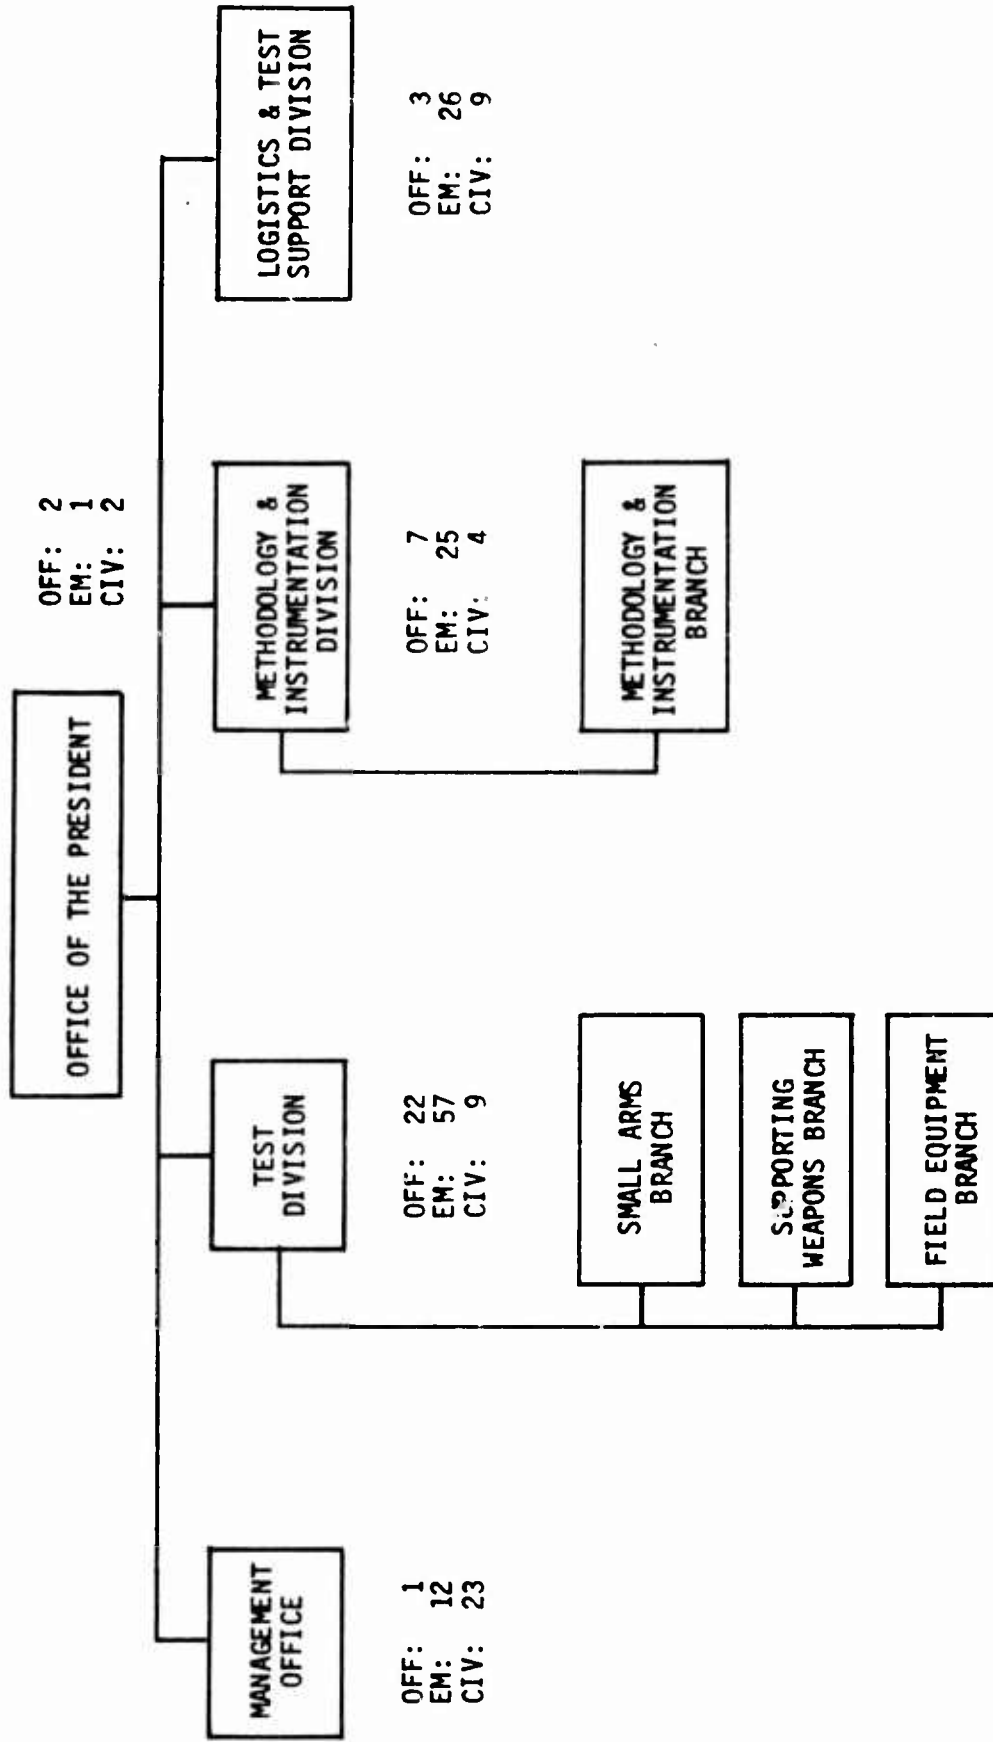 OFFICE OF THE PRESIDENT
OFF: 2
EM: 1
CIV: 2
MANAGEMENT
OFFICE
OFF: 1
EM: 12
CIV: 23
TEST
DIVISION
OFF: 22
EM: 57
CIV: 9
SMALL ARMS
BRANCH
SUPPORTING
WEAPONS BRANCH
FIELD EQUIPMENT
BRANCH
METHODOLOGY &
INSTRUMENTATION
DIVISION
OFF: 7
EM: 25
CIV: 4
METHODOLOGY &
INSTRUMENTATION
BRANCH
LOGISTICS & TEST
SUPPORT DIVISION
OFF: 3
EM: 26
CIV: 9